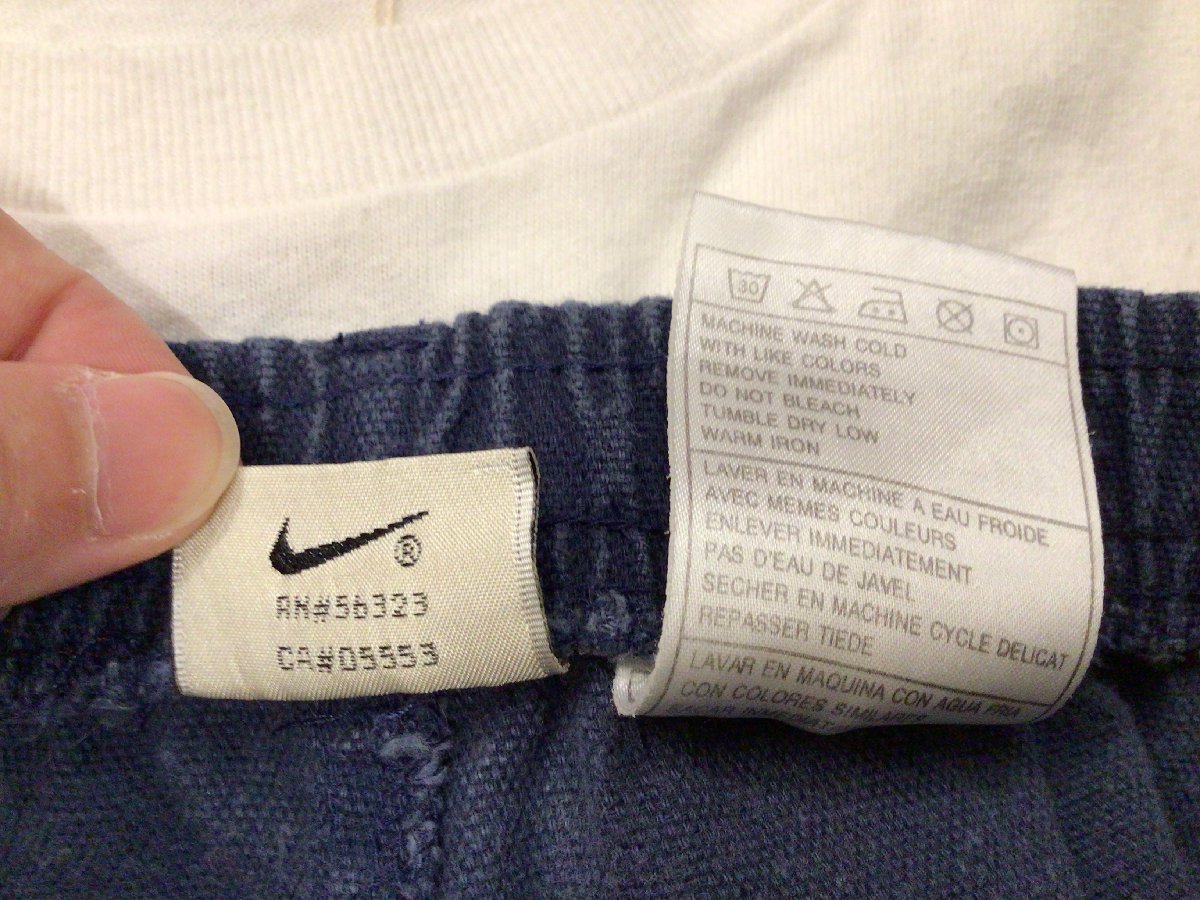 ®
RN#56323
CA#05553
30
MACHINE WASH COLD
WITH LIKE COLORS
REMOVE IMMEDIATELY
DO NOT BLEACH
TUMBLE DRY LOW
WARM IRON
LAVER EN MACHINE A EAU FROIDE
AVEC MEMES COULEURS
ENLEVER IMMEDIATEMENT
PAS D'EAU DE JAVEL
SECHER EN MACHINE CYCLE DELICAT
REPASSER TIEDE
LAVAR EN MAQUINA CON AGUA FRIA
CON COLORES SIMILARES